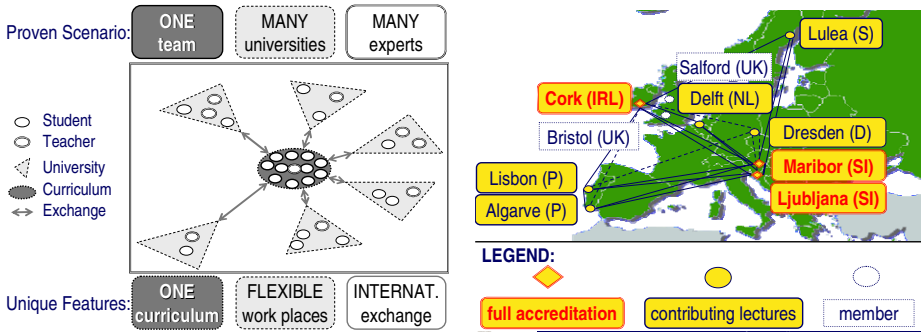 Proven Scenario:
ONE
team
MANY
universities
MANY
experts
Student
Teacher
University
Curriculum
Exchange
Unique Features:
ONE
curriculum
FLEXIBLE
work places
INTERNAT.
exchange
Lulea (S)
Salford (UK)
Cork (IRL)
Delft (NL)
Bristol (UK)
Dresden (D)
Maribor (SI)
Lisbon (P)
Ljubljana (SI)
Algarve (P)
LEGEND:
full accreditation
contributing lectures
member